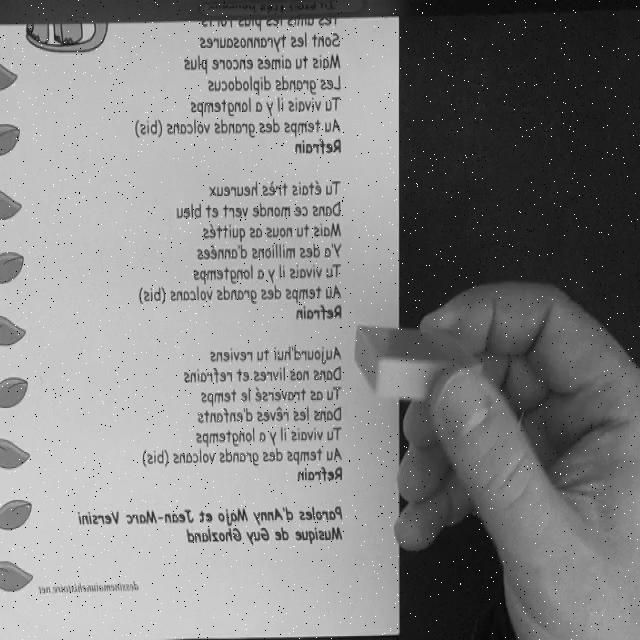 Tes amis les plus forts
Sont les tyrannosaures
Mais tu aimes encore plus
Les grands diplodocus
Tu vivais il y a longtemps
Au temps des grands volcans (bis)
Refrain
Tu étais très heureux
Dans ce monde vert et bleu
Mais tu nous as quittés
Y'a des millions d'années
Tu vivais il y a longtemps
Au temps des grands volcans (bis)
Refrain
Aujourd'hui tu reviens
Dans nos livres et refrains
Tu as traversé le temps
Dans les rêves d'enfants
Tu vivais il y a longtemps
Au temps des grands volcans (bis)
Refrain
Paroles d'Anny Majo et Jean-Marc Versini
Musique de Guy Ghozland
dessinemoiunehistoire.net